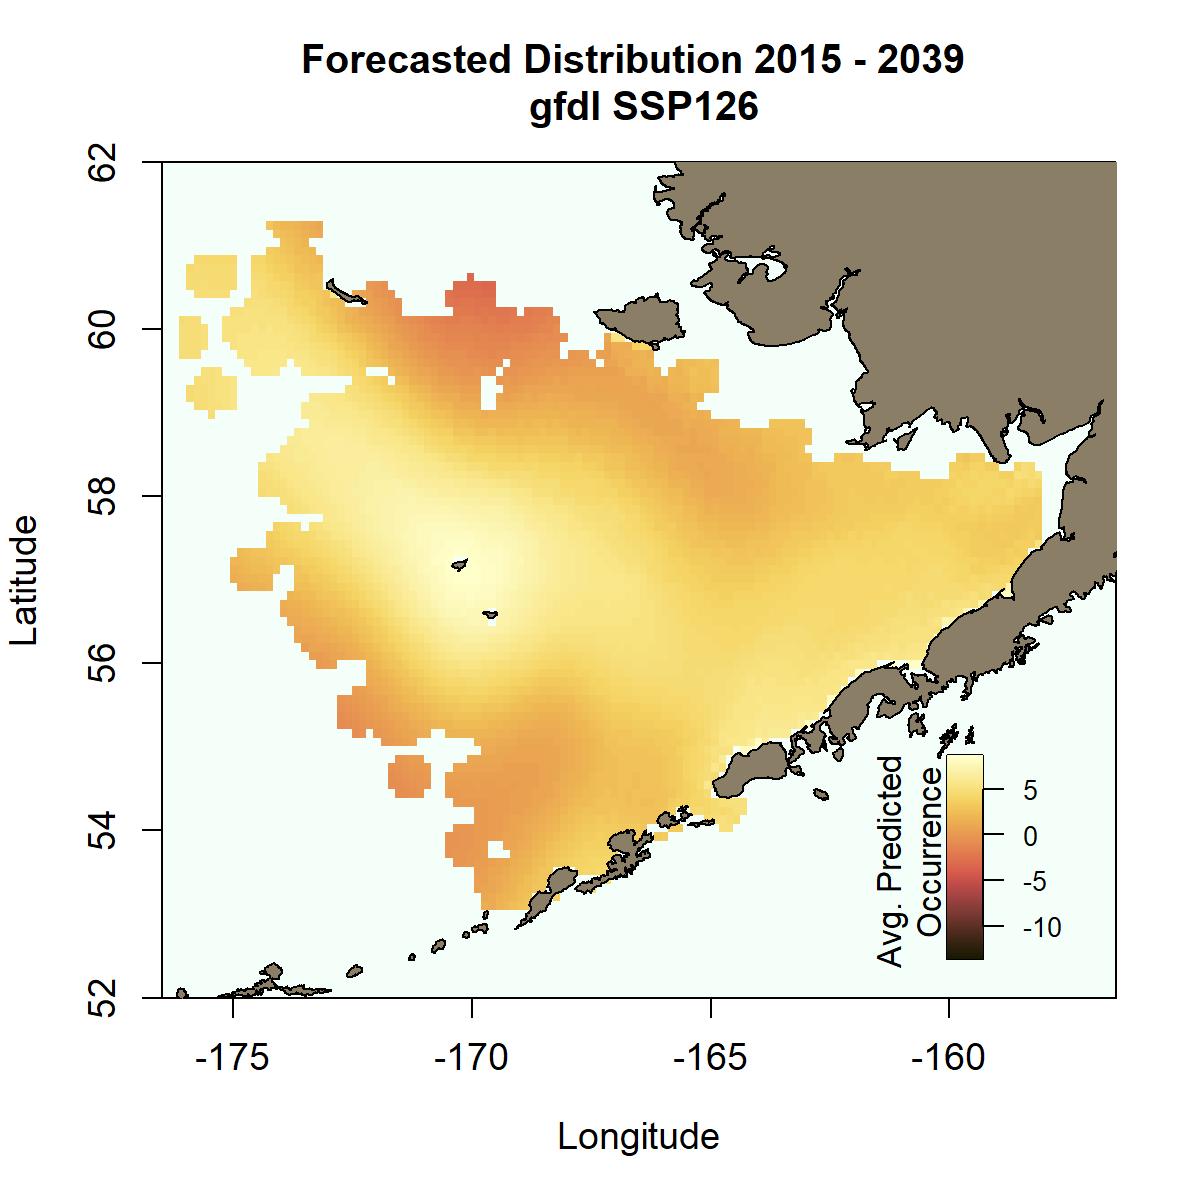 Forecasted Distribution 2015 - 2039
gfdl SSP126
62
60
58
56
54
52
Latitude
-175
-170
-165
-160
Longitude
Avg. Predicted
Occurrence
5
0
-5
-10